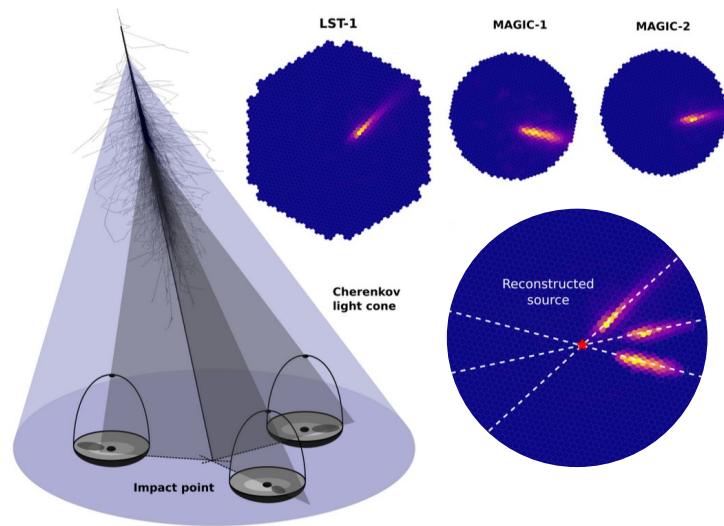 LST-1
MAGIC-1
MAGIC-2
Cherenkov
light cone
Reconstructed
source
Impact point